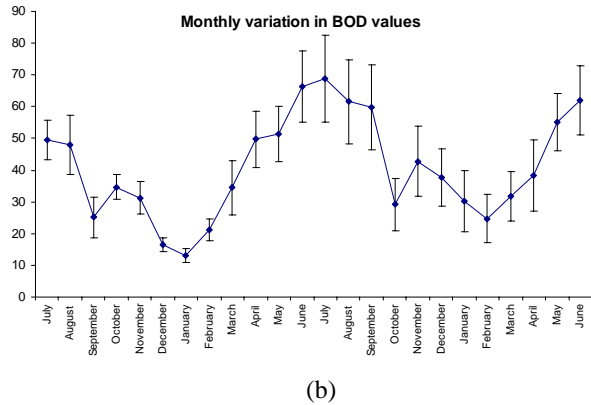 Monthly variation in BOD values
90
80
70
60
50
40
30
20
10
0
July
August
September
October
November
December
January
February
March
April
May
June
July
August
September
October
November
December
January
February
March
April
May
June
(b)